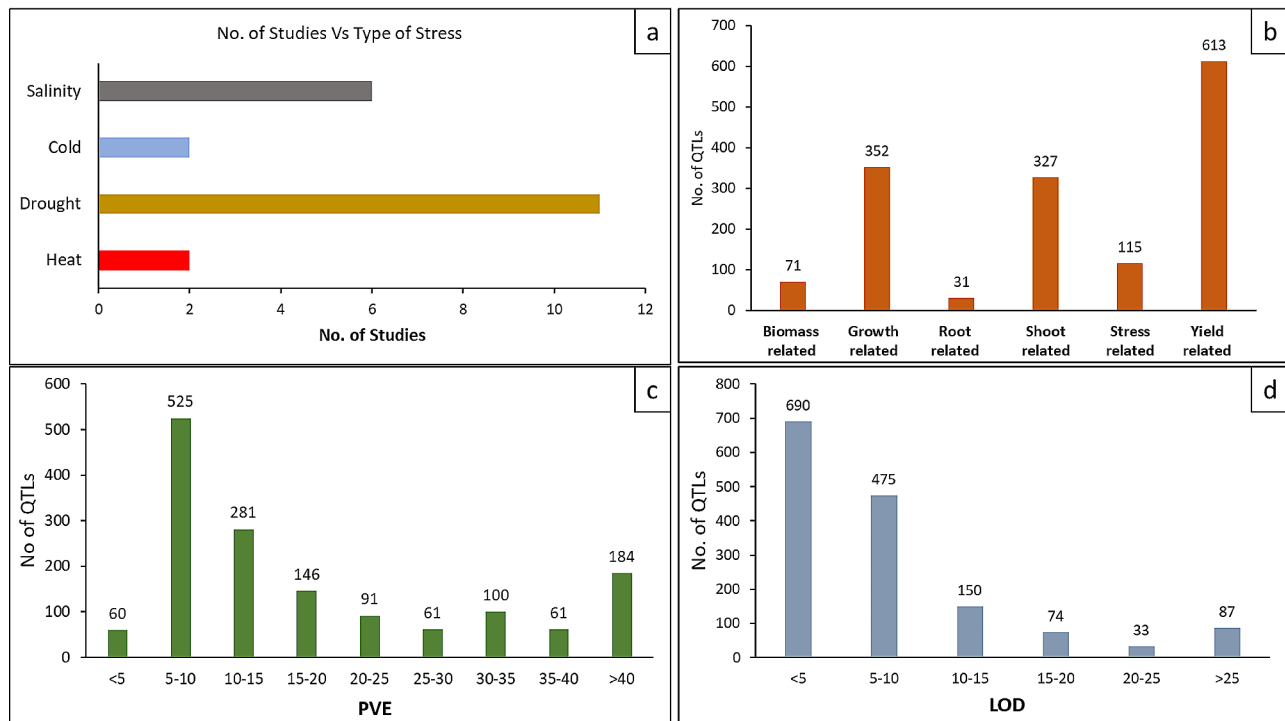 No. of Studies Vs Type of Stress
a
Salinity
Cold
Drought
Heat
0 2 4 6 8 10 12
No. of Studies
b
No. of QTLs
700
600
500
400
300
200
100
0
71 352 31 327 115 613
Biomass related
Growth related
Root related
Shoot related
Stress related
Yield related
c
No of QTLs
600
500
400
300
200
100
0
60 525 281 146 91 61 100 61 184
<5 5-10 10-15 15-20 20-25 25-30 30-35 35-40 >40
PVE
d
No. of QTLs
800
700
600
500
400
300
200
100
0
690 475 150 74 33 87
<5 5-10 10-15 15-20 20-25 >25
LOD